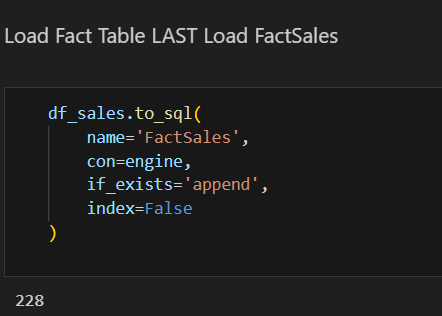 Load Fact Table LAST Load FactSales
df_sales.to_sql(
    name='FactSales',
    con=engine,
    if_exists='append',
    index=False
)
228